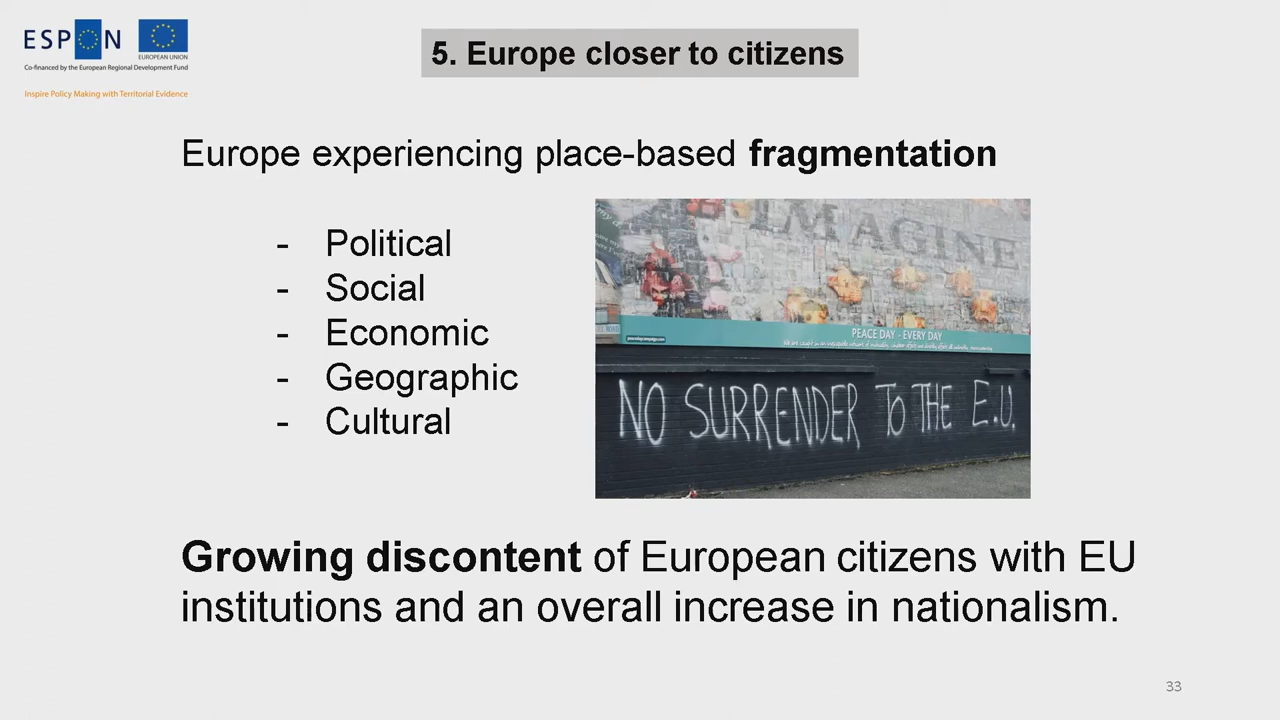 ESPON
EUROPEAN UNION
Co-financed by the European Regional Development Fund
Inspire Policy Making with Territorial Evidence
5. Europe closer to citizens
Europe experiencing place-based fragmentation
- Political
- Social
- Economic
- Geographic
- Cultural
IMAGINE
PEACE DAY - EVERY DAY
NO SURRENDER TO THE E.U.
Growing discontent of European citizens with EU
institutions and an overall increase in nationalism.
33